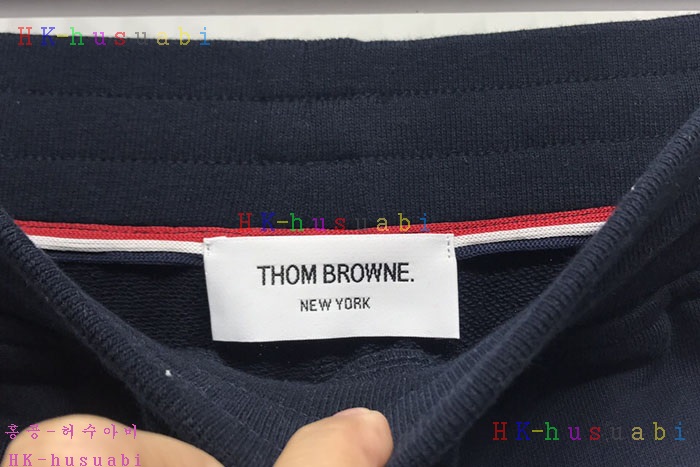 HK-husuabi
HK-husuabi
THOM BROWNE.
NEW YORK
홍콩-허수아비
HK-husuabi
HK-husuabi